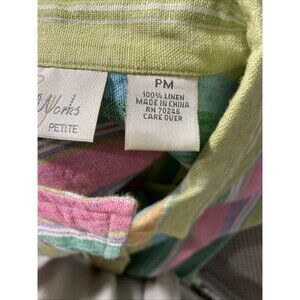 Works
PETITE
PM
100% LINEN
MADE IN CHINA
RN 70246
CARE OVER